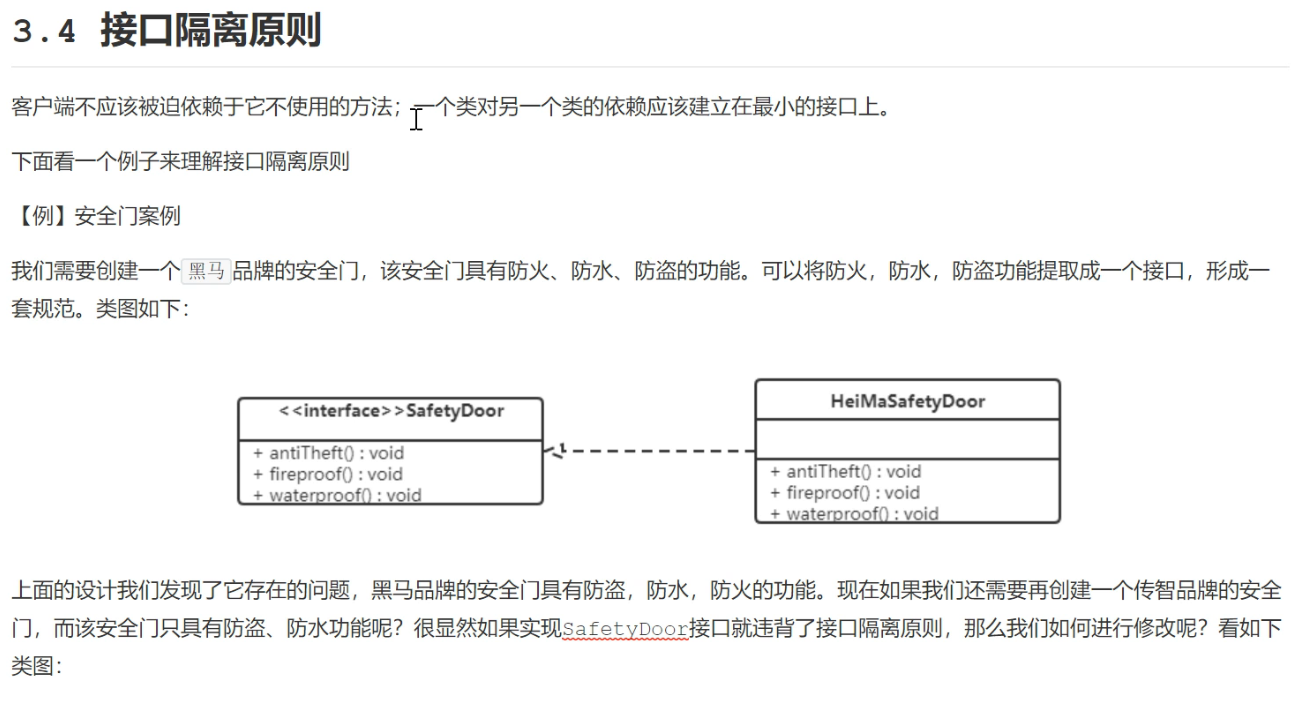 3.4 接口隔离原则
客户端不应该被迫依赖于它不使用的方法；一个类对另一个类的依赖应该建立在最小的接口上。
下面看一个例子来理解接口隔离原则
【例】安全门案例
我们需要创建一个黑马品牌的安全门，该安全门具有防火、防水、防盗的功能。可以将防火，防水，防盗功能提取成一个接口，形成一
套规范。类图如下：
<<interface>>SafetyDoor
+ antiTheft() : void
+ fireproof() : void
+ waterproof() : void
HeiMaSafetyDoor
+ antiTheft() : void
+ fireproof() : void
+ waterproof() : void
上面的设计我们发现了它存在的问题，黑马品牌的安全门具有防盗，防水，防火的功能。现在如果我们还需要再创建一个传智品牌的安全
门，而该安全门只具有防盗、防水功能呢？很显然如果实现SafetyDoor接口就违背了接口隔离原则，那么我们如何进行修改呢？看如下
类图：